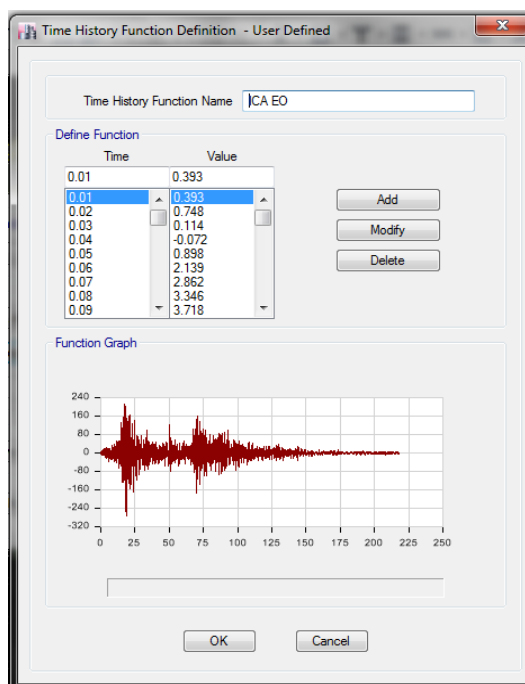 Time History Function Definition - User Defined
Time History Function Name ICA EO
Define Function
Time Value
0.01 0.393
0.01 0.393
0.02 0.748
0.03 0.114
0.04 -0.072
0.05 0.898
0.06 2.139
0.07 2.862
0.08 3.346
0.09 3.718
Add
Modify
Delete
Function Graph
240
160
80
0
-80
-160
-240
-320
0 25 50 75 100 125 150 175 200 225 250
OK Cancel